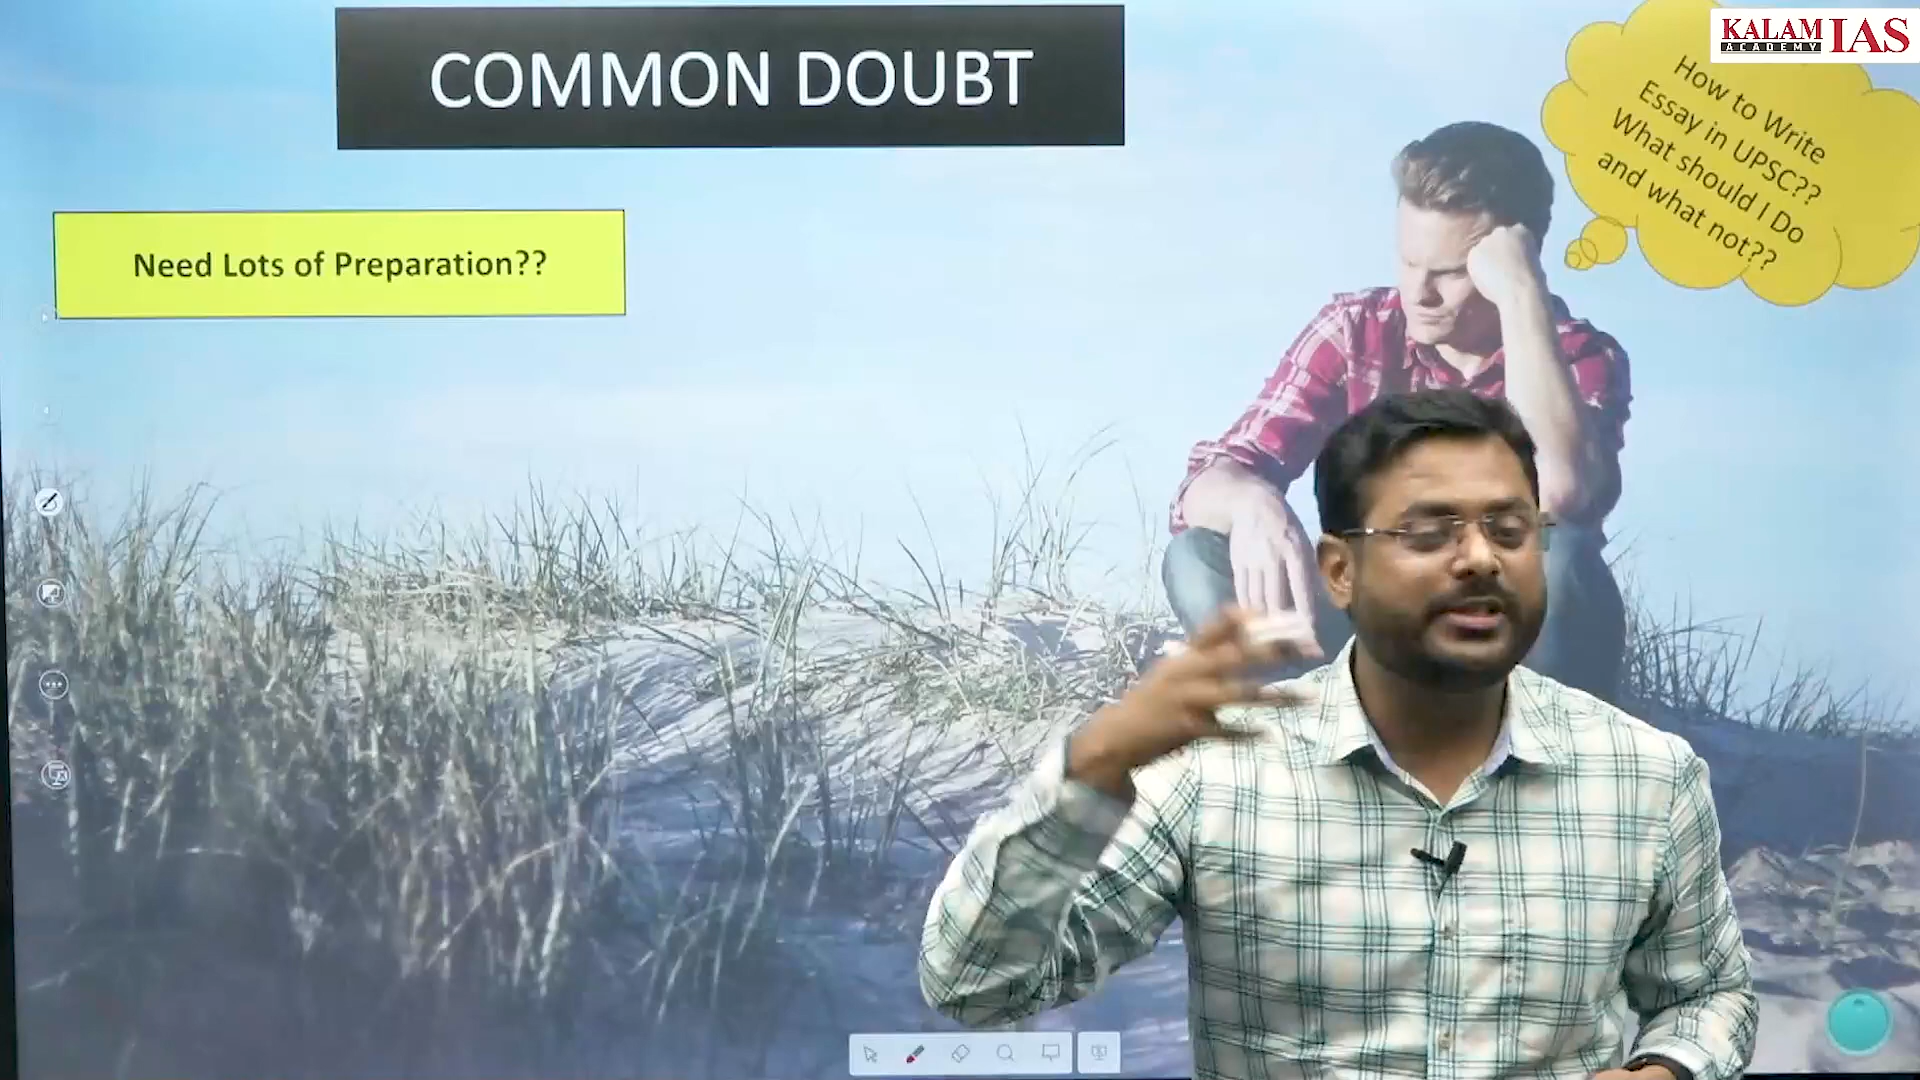 COMMON DOUBT
KALAM IAS
ACADEMY
How to Write
Essay in UPSC??
What should I Do
and what not??
Need Lots of Preparation??